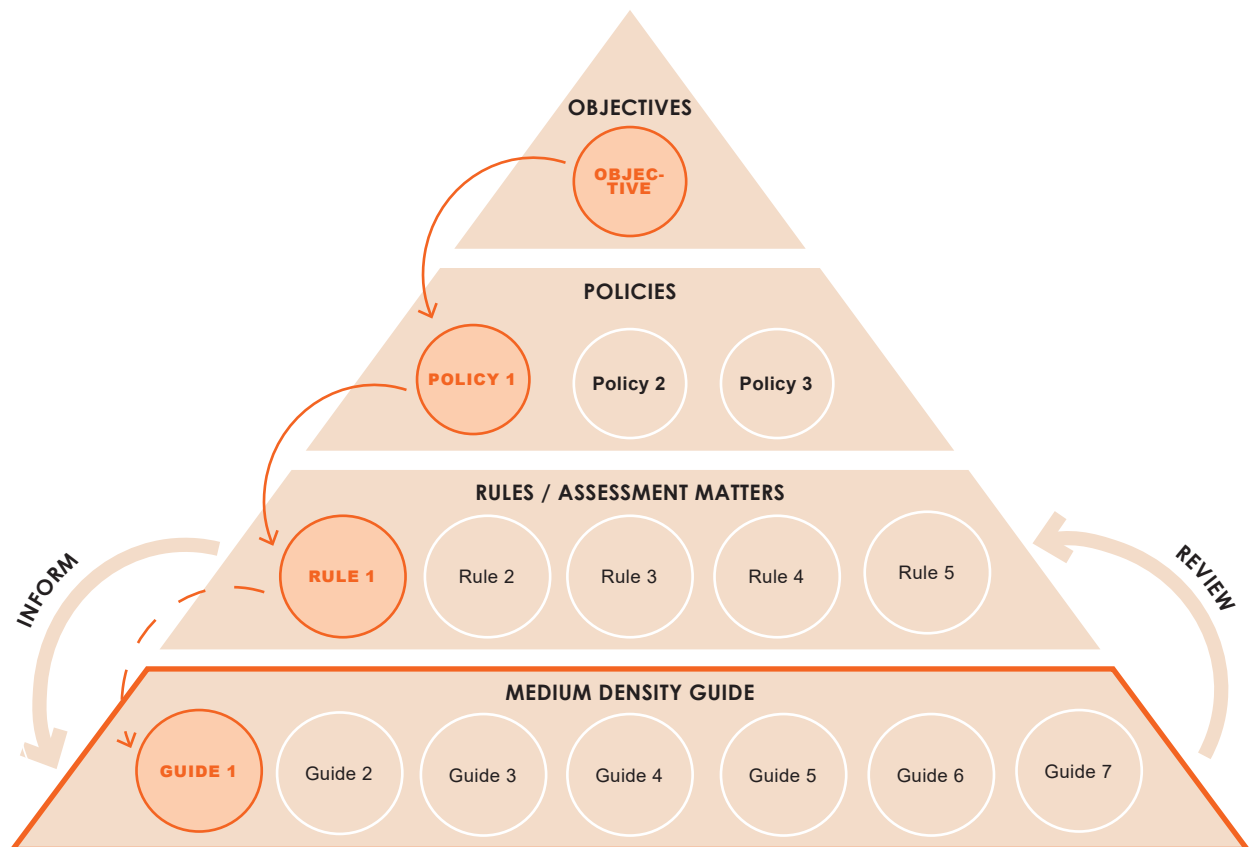 OBJECTIVES
OBJEC-
TIVE
POLICIES
POLICY 1
Policy 2
Policy 3
RULES / ASSESSMENT MATTERS
RULE 1
Rule 2
Rule 3
Rule 4
Rule 5
INFORM
REVIEW
MEDIUM DENSITY GUIDE
GUIDE 1
Guide 2
Guide 3
Guide 4
Guide 5
Guide 6
Guide 7